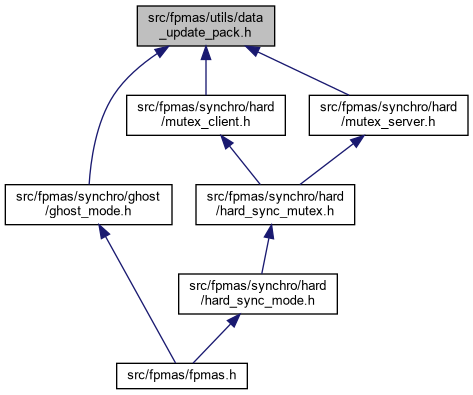 src/fpmas/utils/data
_update_pack.h
src/fpmas/synchro/hard
/mutex_client.h
src/fpmas/synchro/hard
/mutex_server.h
src/fpmas/synchro/ghost
/ghost_mode.h
src/fpmas/synchro/hard
/hard_sync_mutex.h
src/fpmas/synchro/hard
/hard_sync_mode.h
src/fpmas/fpmas.h